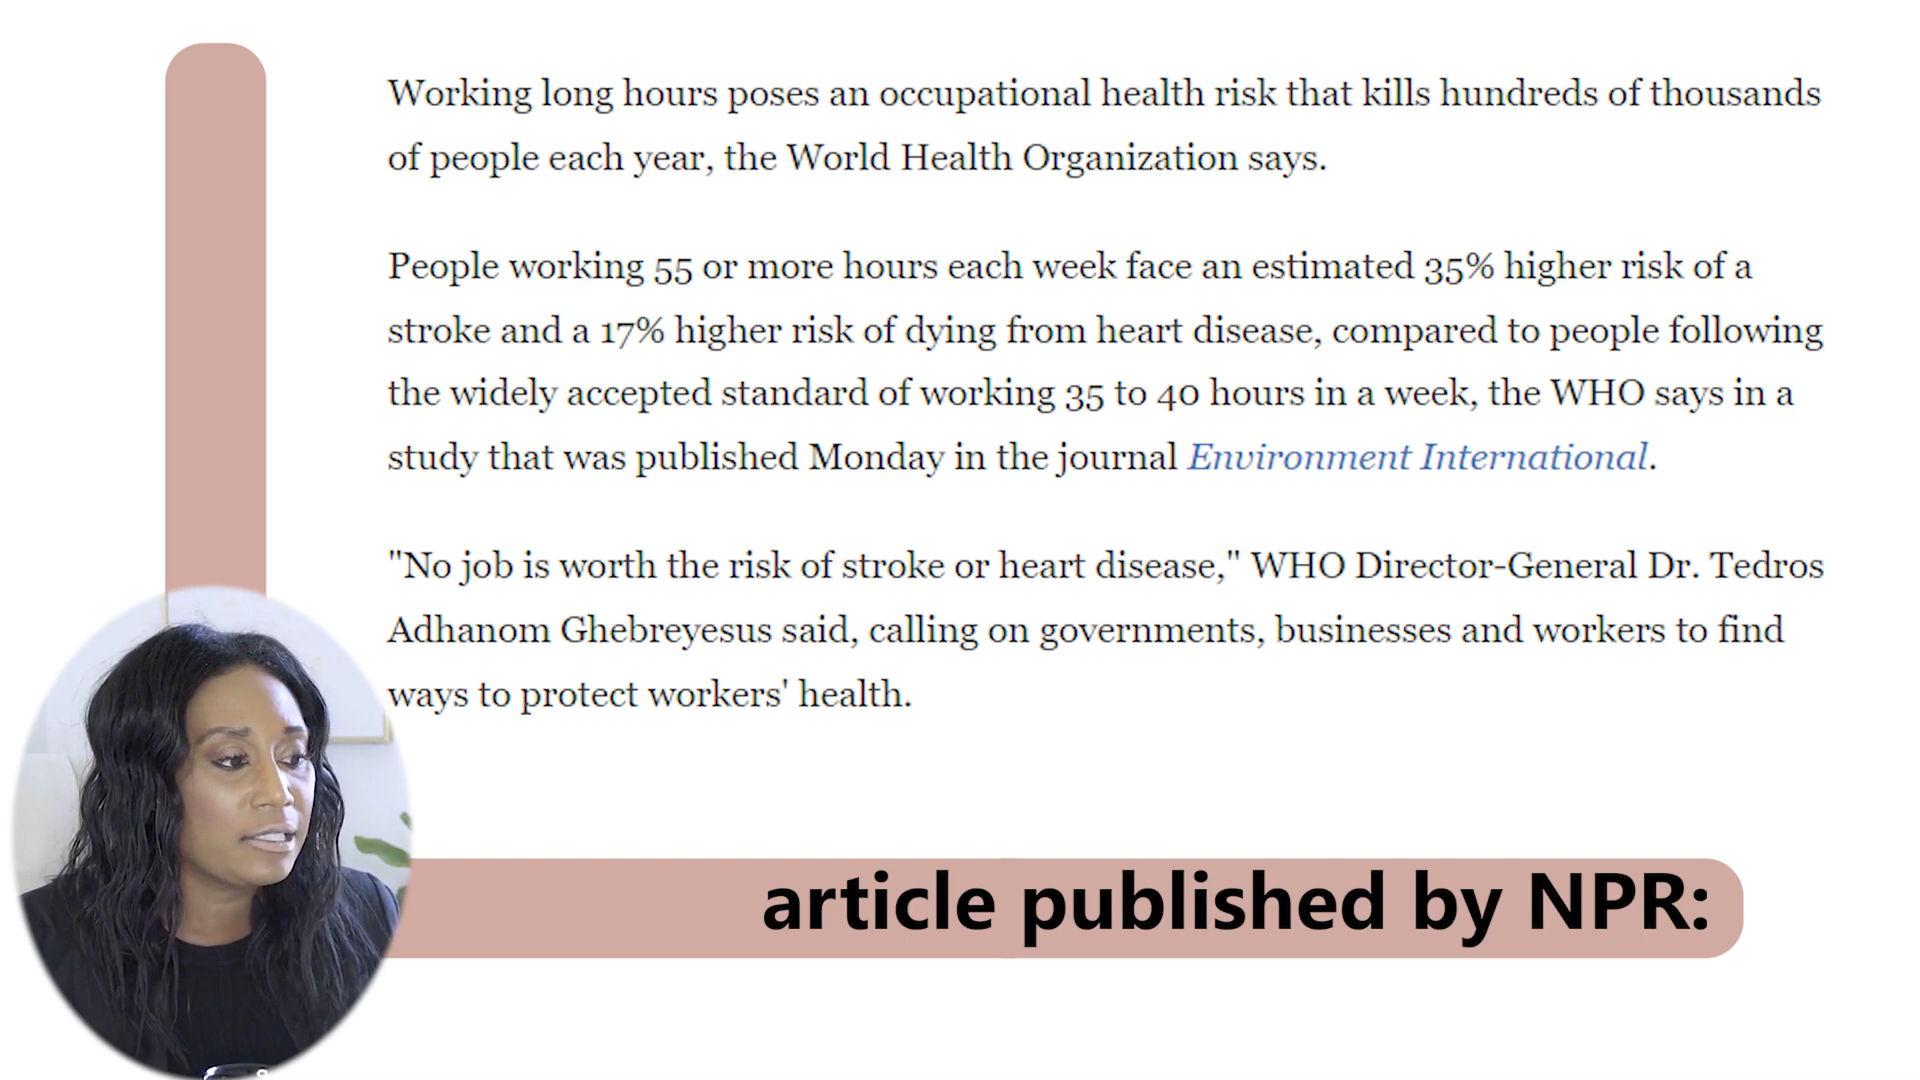 Working long hours poses an occupational health risk that kills hundreds of thousands
of people each year, the World Health Organization says.
People working 55 or more hours each week face an estimated 35% higher risk of a
stroke and a 17% higher risk of dying from heart disease, compared to people following
the widely accepted standard of working 35 to 40 hours in a week, the WHO says in a
study that was published Monday in the journal Environment International.
"No job is worth the risk of stroke or heart disease," WHO Director-General Dr. Tedros
Adhanom Ghebreyesus said, calling on governments, businesses and workers to find
ways to protect workers' health.
article published by NPR: